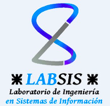 LABSIS
Laboratorio de Ingeniería
en Sistemas de Información